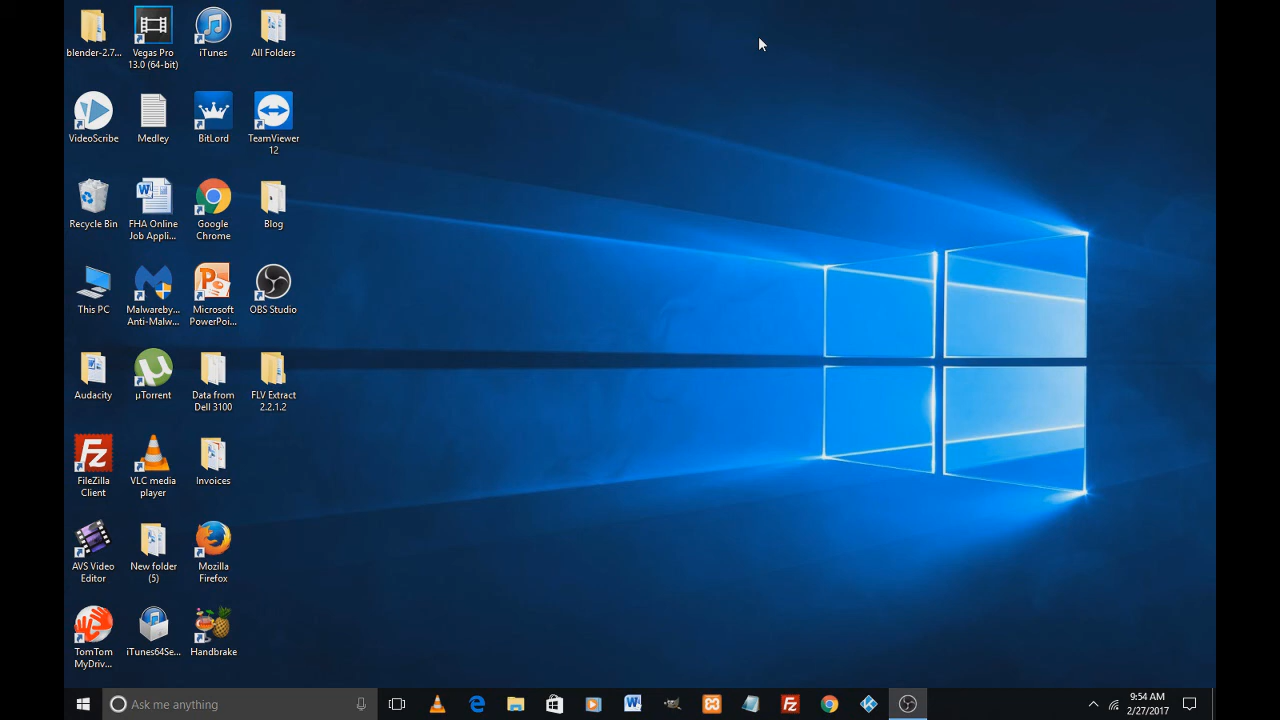 blender-2.7...
Vegas Pro
13.0 (64-bit)
iTunes
All Folders
VideoScribe
Medley
BitLord
TeamViewer
12
Recycle Bin
FHA Online
Job Appli...
Google
Chrome
Blog
This PC
Malwareby...
Anti-Malw...
Microsoft
PowerPoi...
OBS Studio
Audacity
µTorrent
Data from
Dell 3100
FLV Extract
2.2.1.2
FileZilla
Client
VLC media
player
Invoices
AVS Video
Editor
New folder
(5)
Mozilla
Firefox
TomTom
MyDriv...
iTunes64Se...
Handbrake
Ask me anything
9:54 AM
2/27/2017